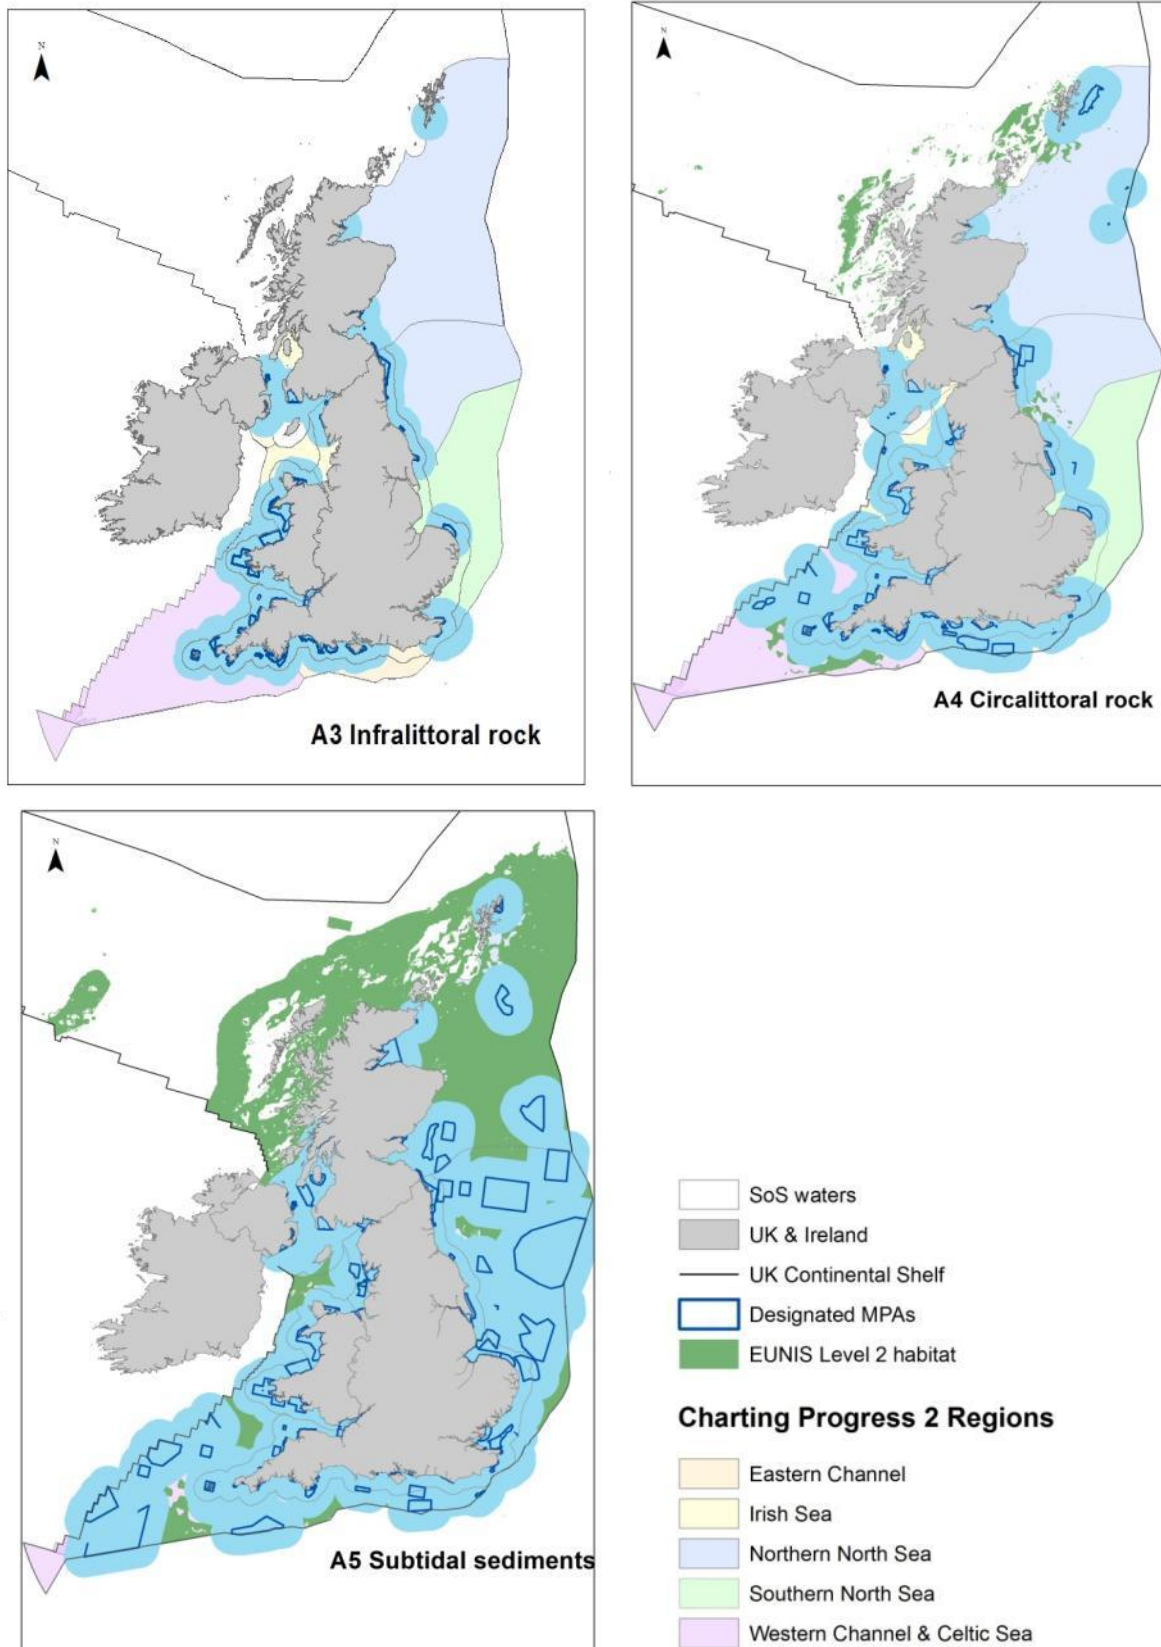 N
A3 Infralittoral rock
N
A4 Circalittoral rock
N
A5 Subtidal sediments
SoS waters
UK & Ireland
UK Continental Shelf
Designated MPAs
EUNIS Level 2 habitat
Charting Progress 2 Regions
Eastern Channel
Irish Sea
Northern North Sea
Southern North Sea
Western Channel & Celtic Sea